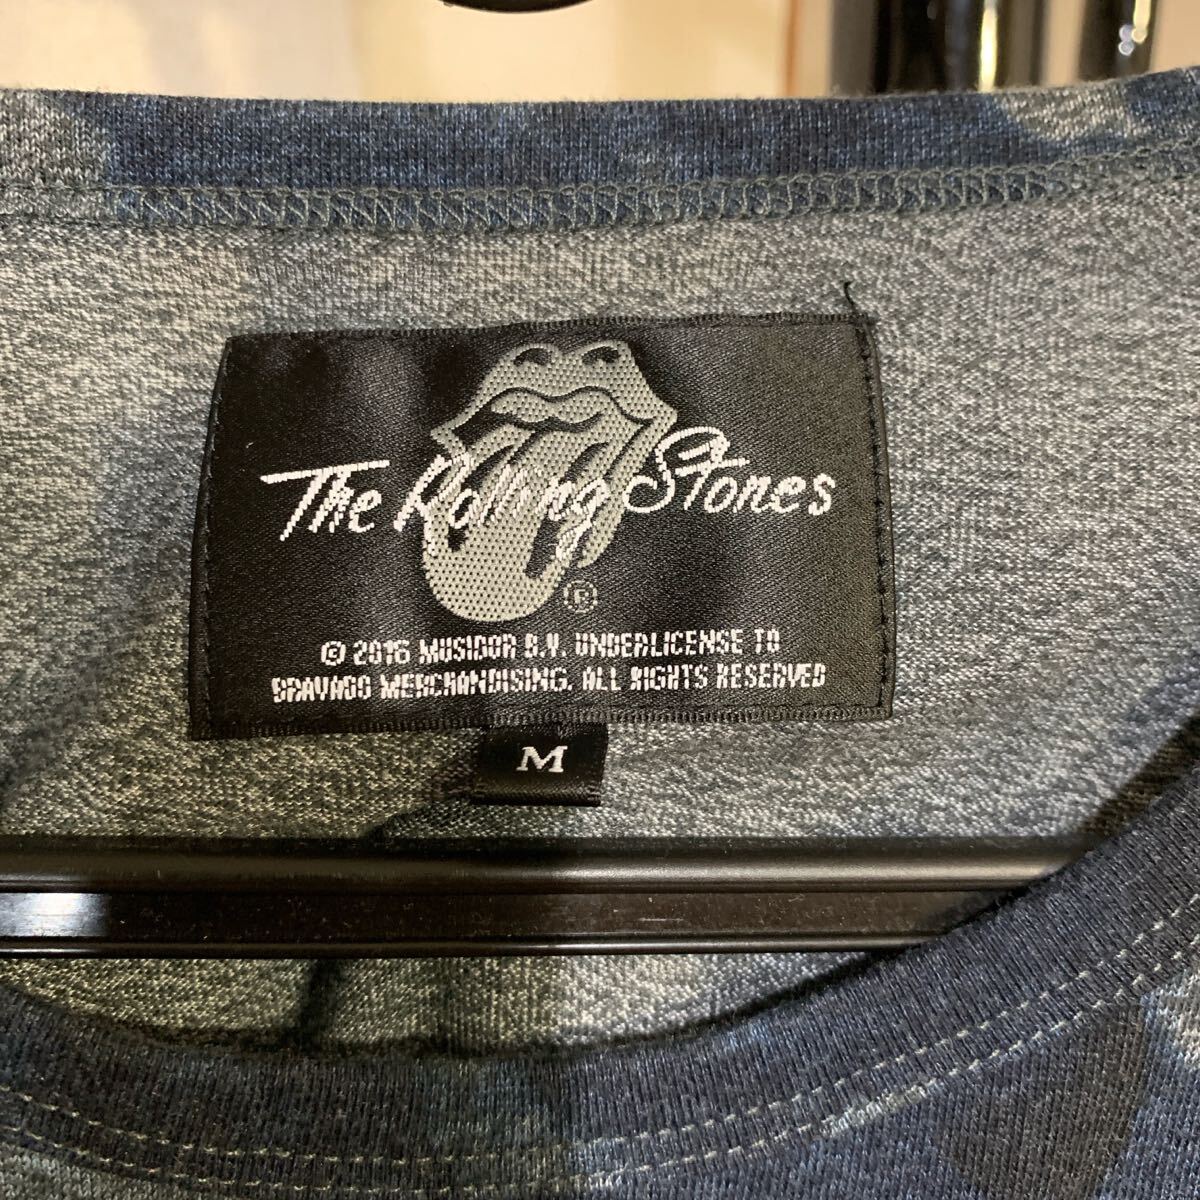 The Rolling Stones
®
© 2016 MUSIDOR B.V. UNDERLICENSE TO
BRAVADO MERCHANDISING. ALL RIGHTS RESERVED
M